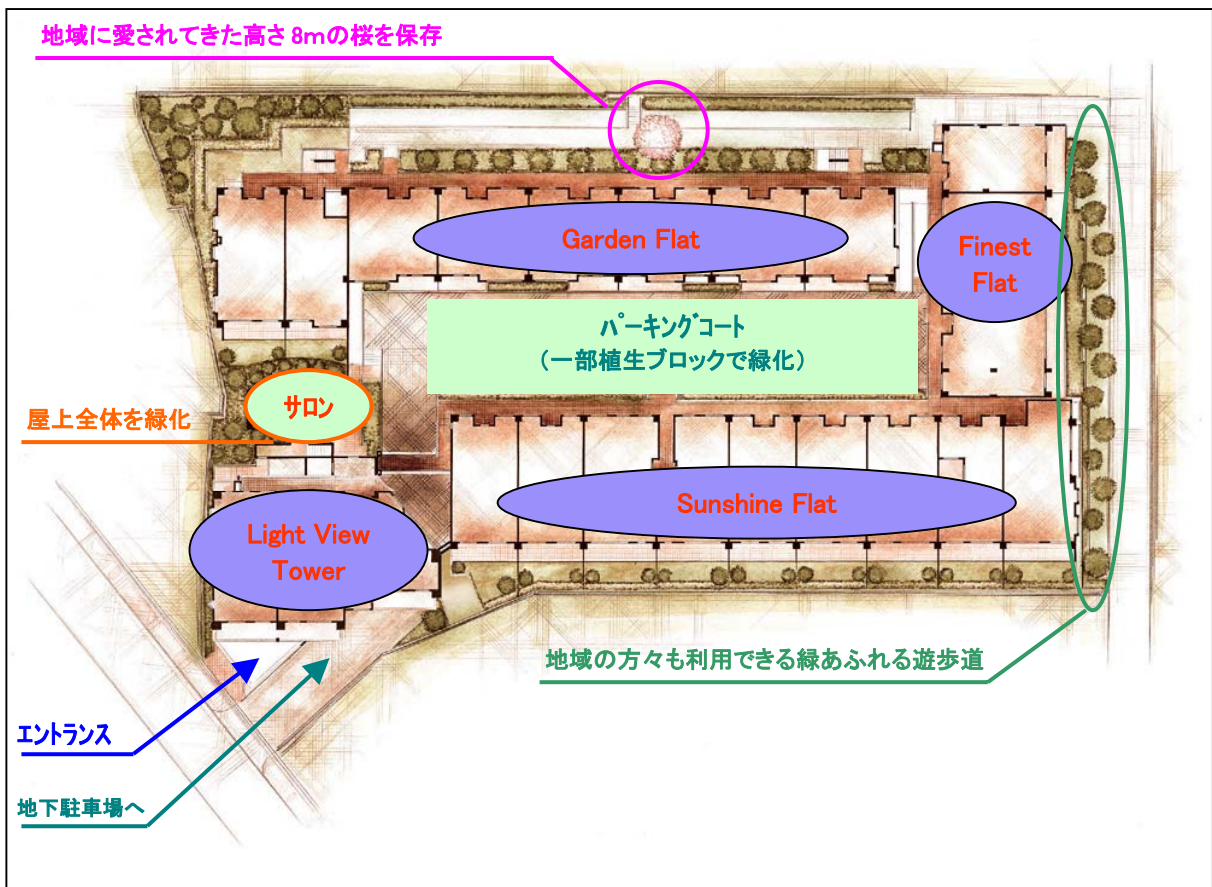 地域に愛されてきた高さ8mの桜を保存
Garden Flat
Finest
Flat
パーキングコート
（一部植生ブロックで緑化）
サロン
屋上全体を緑化
Sunshine Flat
Light View
Tower
地域の方々も利用できる緑あふれる遊歩道
エントランス
地下駐車場へ